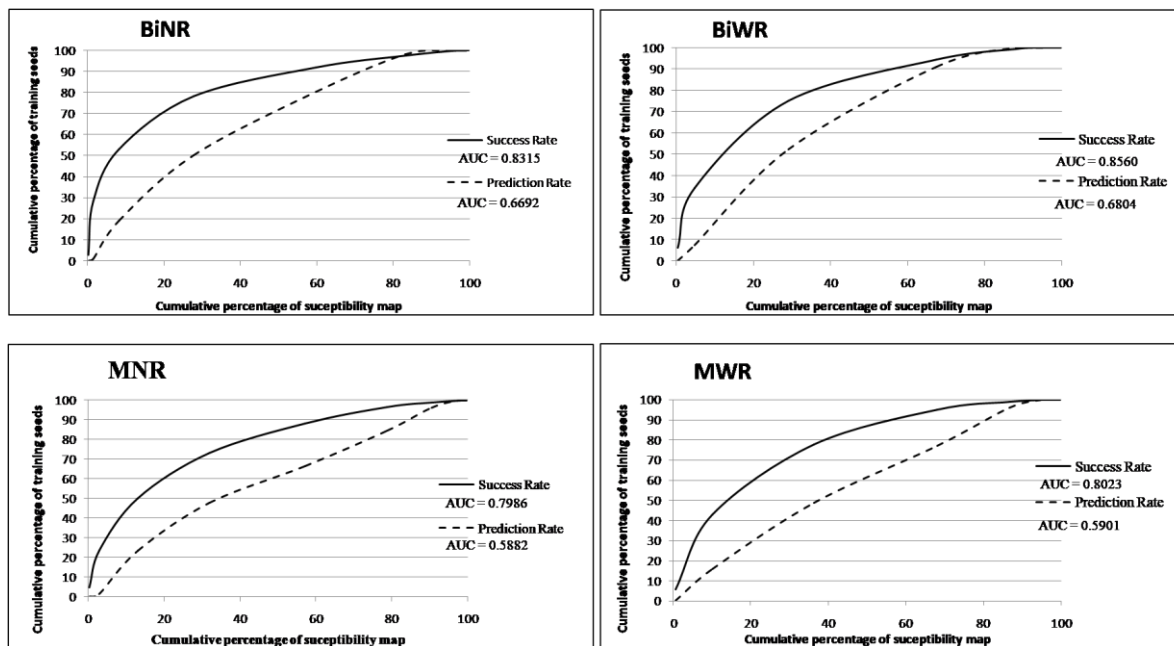 BiNR
Cumulative percentage of training seeds
100
90
80
70
60
50
40
30
20
10
0
0 20 40 60 80 100
Cumulative percentage of suceptibility map
Success Rate
AUC = 0.8315
Prediction Rate
AUC = 0.6692
BiWR
Cumulative percentage of training seeds
100
90
80
70
60
50
40
30
20
10
0
0 20 40 60 80 100
Cumulative percentage of suceptibility map
Success Rate
AUC = 0.8560
Prediction Rate
AUC = 0.6804
MNR
Cumulative percentage of training seeds
100
90
80
70
60
50
40
30
20
10
0
0 20 40 60 80 100
Cumulative percentage of suceptibility map
Success Rate
AUC = 0.7986
Prediction Rate
AUC = 0.5882
MWR
Cumulative percentage of training seeds
100
90
80
70
60
50
40
30
20
10
0
0 20 40 60 80 100
Cumulative percentage of suceptibility map
Success Rate
AUC = 0.8023
Prediction Rate
AUC = 0.5901